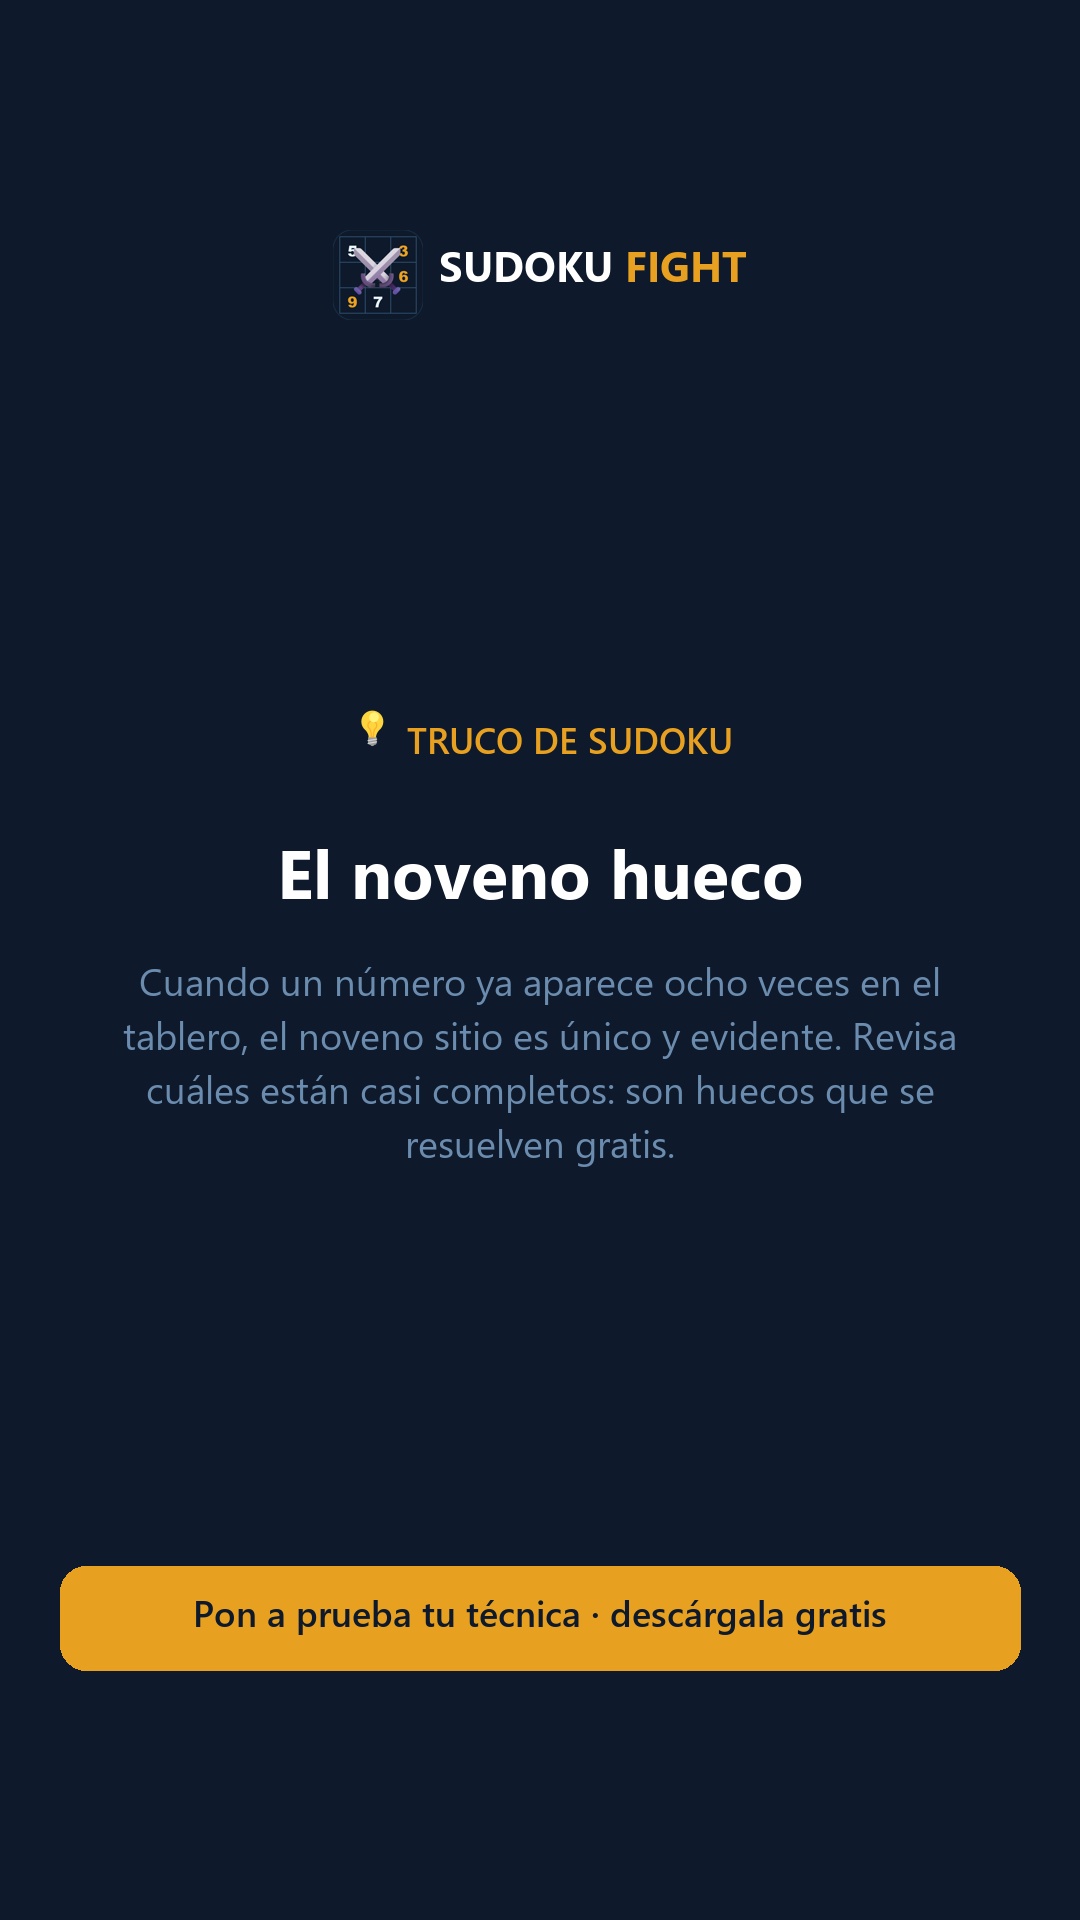 5 3
6
9 7
SUDOKU FIGHT
TRUCO DE SUDOKU
El noveno hueco
Cuando un número ya aparece ocho veces en el
tablero, el noveno sitio es único y evidente. Revisa
cuáles están casi completos: son huecos que se
resuelven gratis.
Pon a prueba tu técnica · descárgala gratis